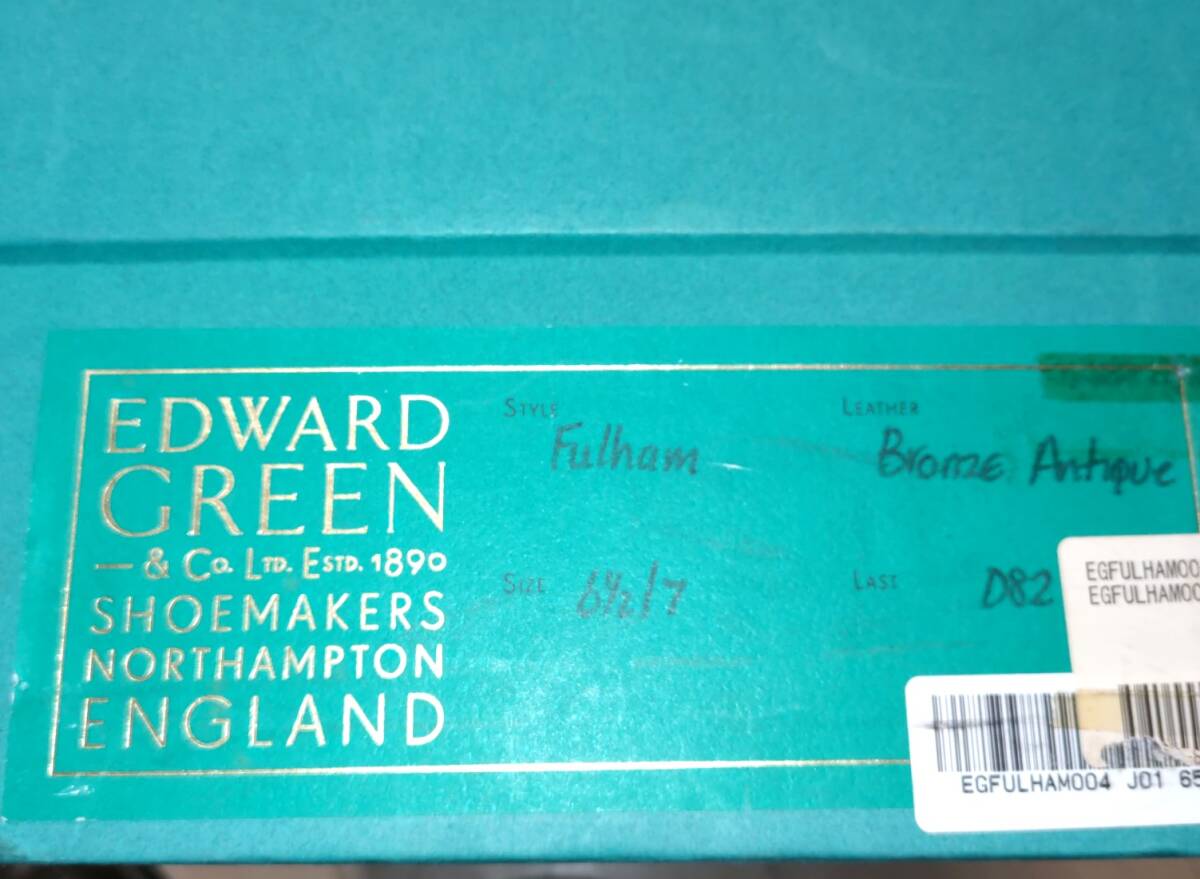 EDWARD
GREEN
— & Co. LTD. ESTD. 1890
SHOEMAKERS
NORTHAMPTON
ENGLAND
STYLE
Fulham
LEATHER
Bronze Antique
SIZE 6½/7
LAST D82
EGFULHAM00
EGFULHAM00
EGFULHAM004 J01 65